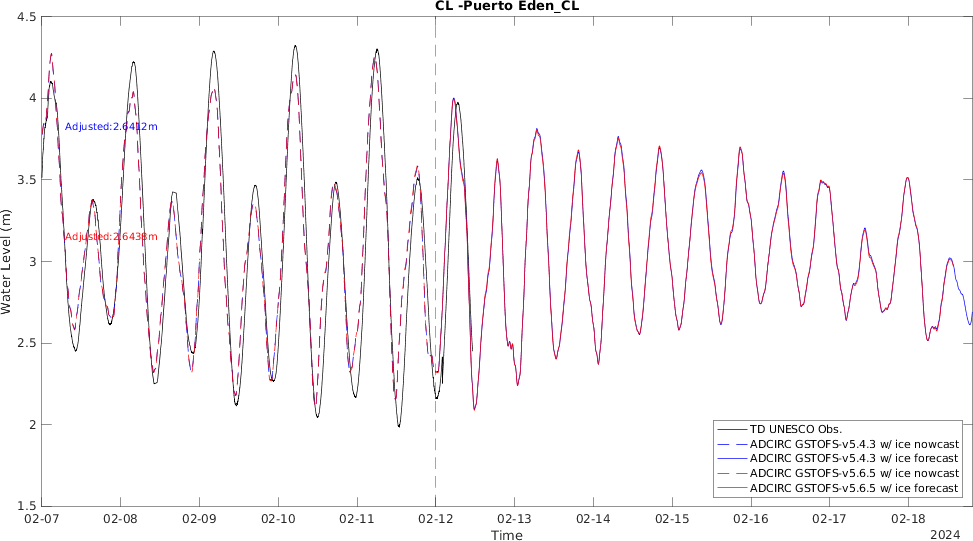 CL -Puerto Eden_CL
4.5
4
3.5
3
2.5
2
1.5
Water Level (m)
Adjusted:2.6412m
Adjusted:2.6438m
TD UNESCO Obs.
ADCIRC GSTOFS-v5.4.3 w/ ice nowcast
ADCIRC GSTOFS-v5.4.3 w/ ice forecast
ADCIRC GSTOFS-v5.6.5 w/ ice nowcast
ADCIRC GSTOFS-v5.6.5 w/ ice forecast
02-07 02-08 02-09 02-10 02-11 02-12 02-13 02-14 02-15 02-16 02-17 02-18
Time
2024